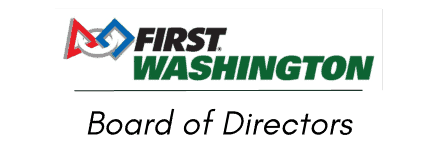 FIRST
WASHINGTON
Board of Directors